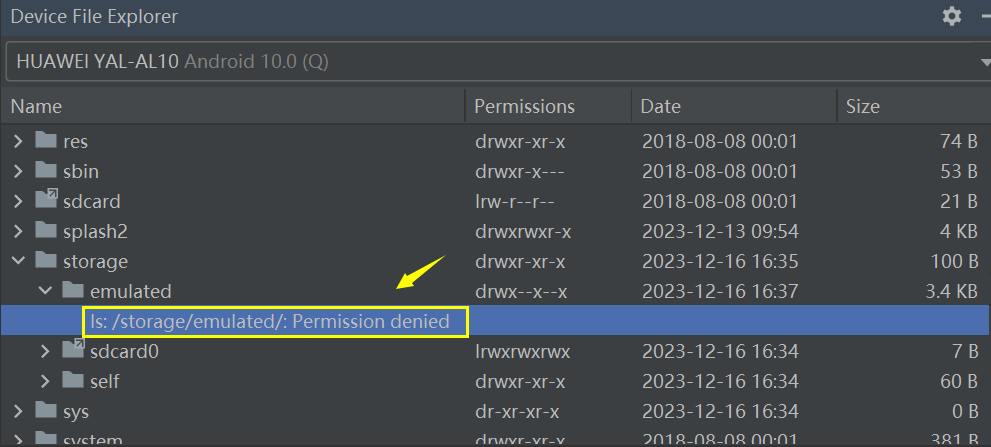 Device File Explorer
HUAWEI YAL-AL10 Android 10.0 (Q)
Name Permissions Date Size
res drwxr-xr-x 2018-08-08 00:01 74 B
sbin drwxr-x--- 2018-08-08 00:01 53 B
sdcard lrw-r--r-- 2018-08-08 00:01 21 B
splash2 drwxrwxr-x 2023-12-13 09:54 4 KB
storage drwxr-xr-x 2023-12-16 16:35 100 B
emulated drwx--x--x 2023-12-16 16:37 3.4 KB
ls: /storage/emulated/: Permission denied
sdcard0 lrwxrwxrwx 2023-12-16 16:34 7 B
self drwxr-xr-x 2023-12-16 16:34 60 B
sys dr-xr-xr-x 2023-12-16 16:34 0 B
system drwxr-xr-x 2018-08-08 00:01 381 B